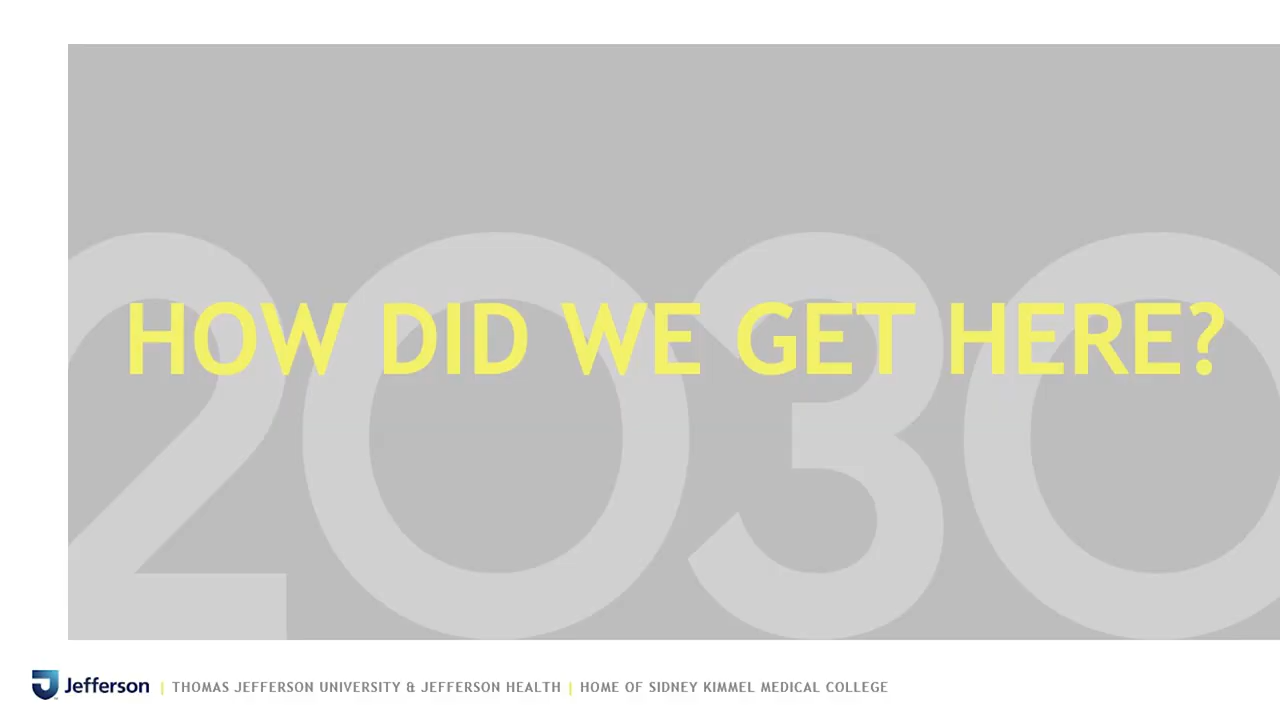 2030
HOW DID WE GET HERE?
Jefferson | THOMAS JEFFERSON UNIVERSITY & JEFFERSON HEALTH | HOME OF SIDNEY KIMMEL MEDICAL COLLEGE